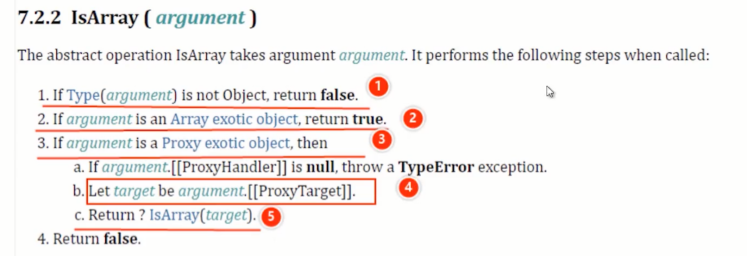 7.2.2 IsArray ( argument )
The abstract operation IsArray takes argument argument. It performs the following steps when called:
1. If Type(argument) is not Object, return false. 1
2. If argument is an Array exotic object, return true. 2
3. If argument is a Proxy exotic object, then 3
a. If argument.[[ProxyHandler]] is null, throw a TypeError exception.
b. Let target be argument.[[ProxyTarget]]. 4
c. Return ? IsArray(target). 5
4. Return false.